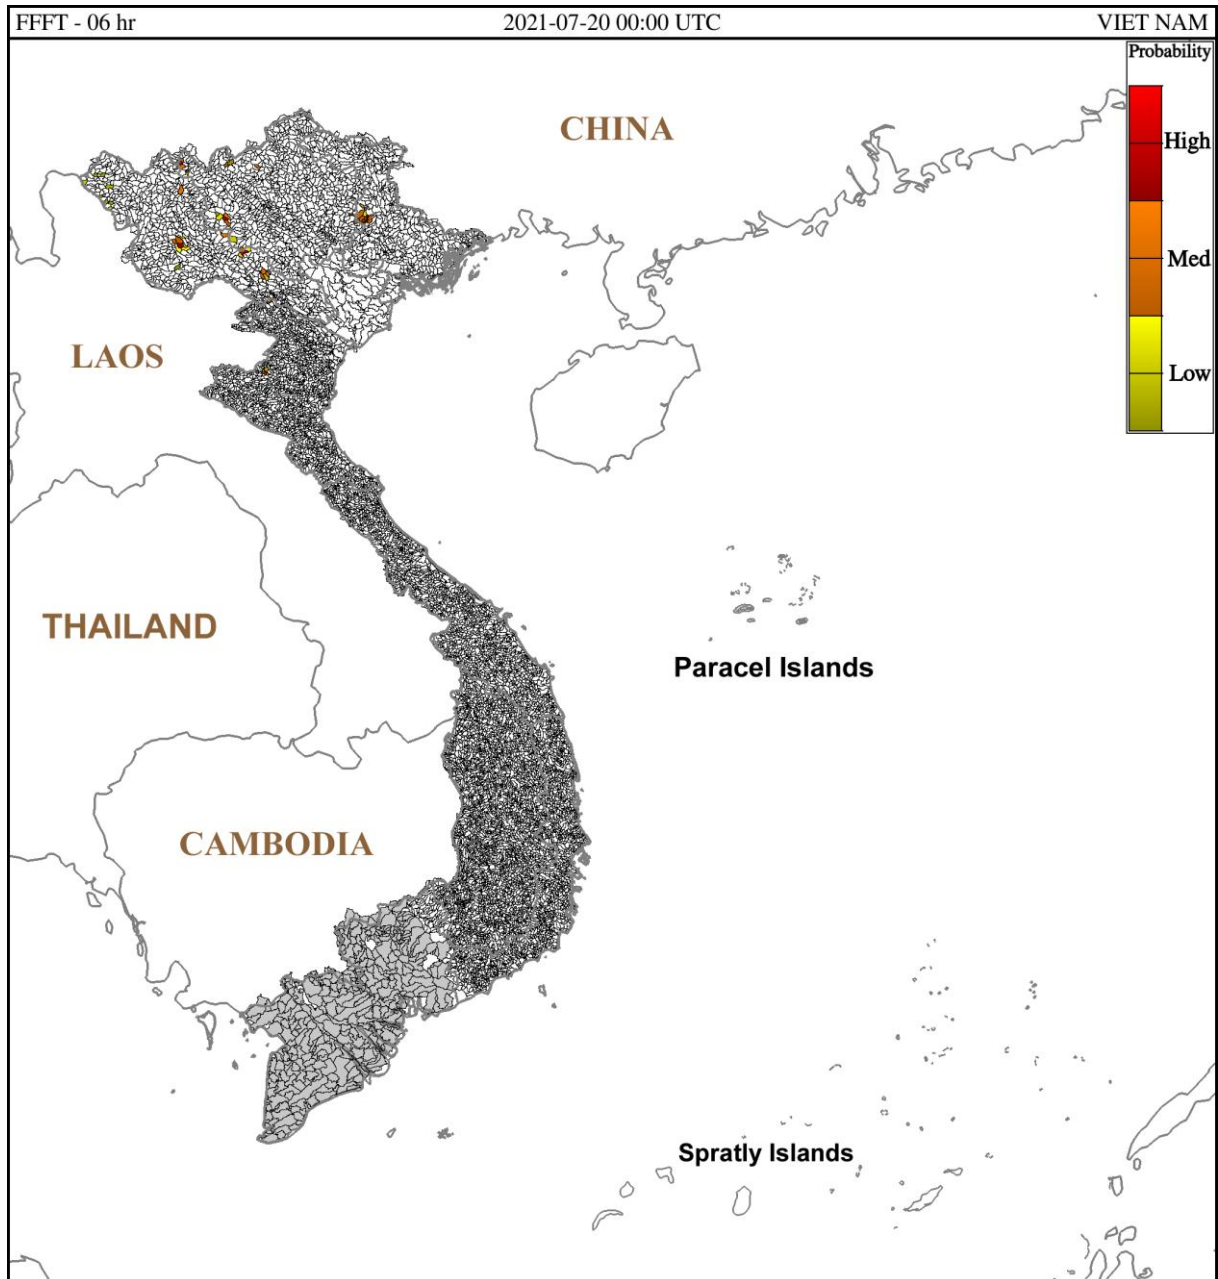 FFFT - 06 hr
2021-07-20 00:00 UTC
VIET NAM
Probability
High
Med
Low
CHINA
LAOS
THAILAND
Paracel Islands
CAMBODIA
Spratly Islands